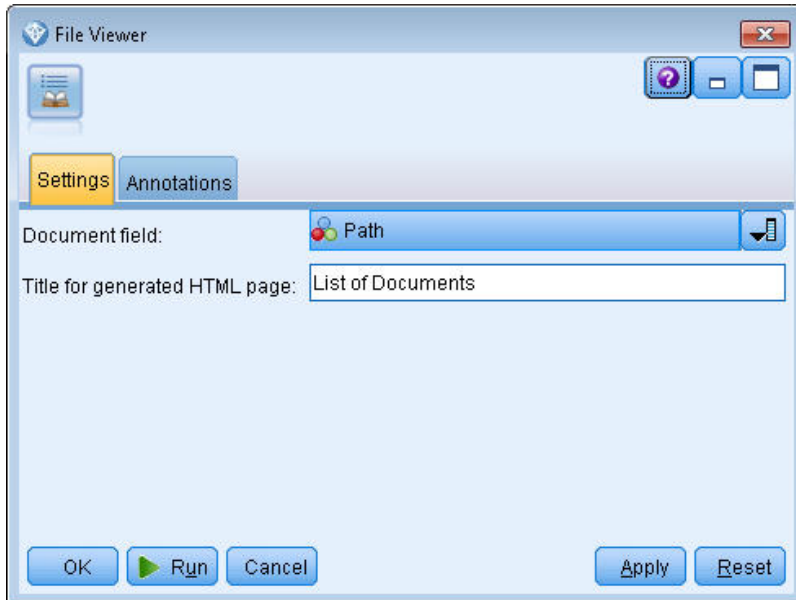 File Viewer
Settings Annotations
Document field: Path
Title for generated HTML page: List of Documents
OK Run Cancel Apply Reset